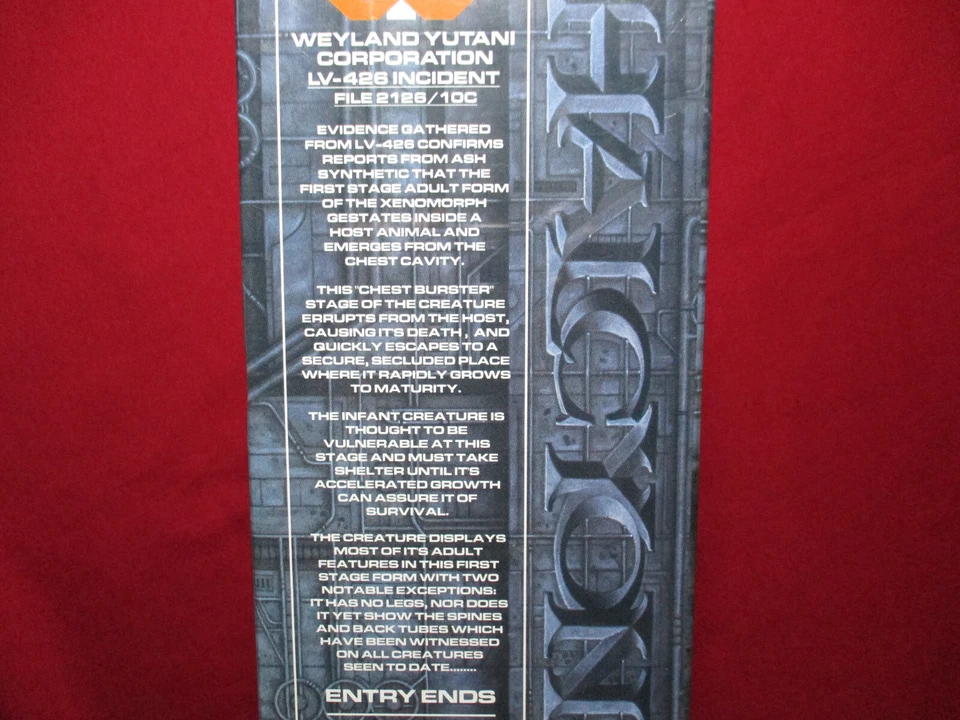 WEYLAND YUTANI
CORPORATION
LV-426 INCIDENT
FILE 2126/10C
EVIDENCE GATHERED
FROM LV-426 CONFIRMS
REPORTS FROM ASH
SYNTHETIC THAT THE
FIRST STAGE ADULT FORM
OF THE XENOMORPH
GESTATES INSIDE A
HOST ANIMAL AND
EMERGES FROM THE
CHEST CAVITY.
THIS "CHEST BURSTER"
STAGE OF THE CREATURE
ERRUPTS FROM THE HOST,
CAUSING ITS DEATH , AND
QUICKLY ESCAPES TO A
SECURE, SECLUDED PLACE
WHERE IT RAPIDLY GROWS
TO MATURITY.
THE INFANT CREATURE IS
THOUGHT TO BE
VULNERABLE AT THIS
STAGE AND MUST TAKE
SHELTER UNTIL IT'S
ACCELERATED GROWTH
CAN ASSURE IT OF
SURVIVAL.
THE CREATURE DISPLAYS
MOST OF IT'S ADULT
FEATURES IN THIS FIRST
STAGE FORM WITH TWO
NOTABLE EXCEPTIONS:
IT HAS NO LEGS, NOR DOES
IT YET SHOW THE SPINES
AND BACK TUBES WHICH
HAVE BEEN WITNESSED
ON ALL CREATURES
SEEN TO DATE........
ENTRY ENDS
HALCYON